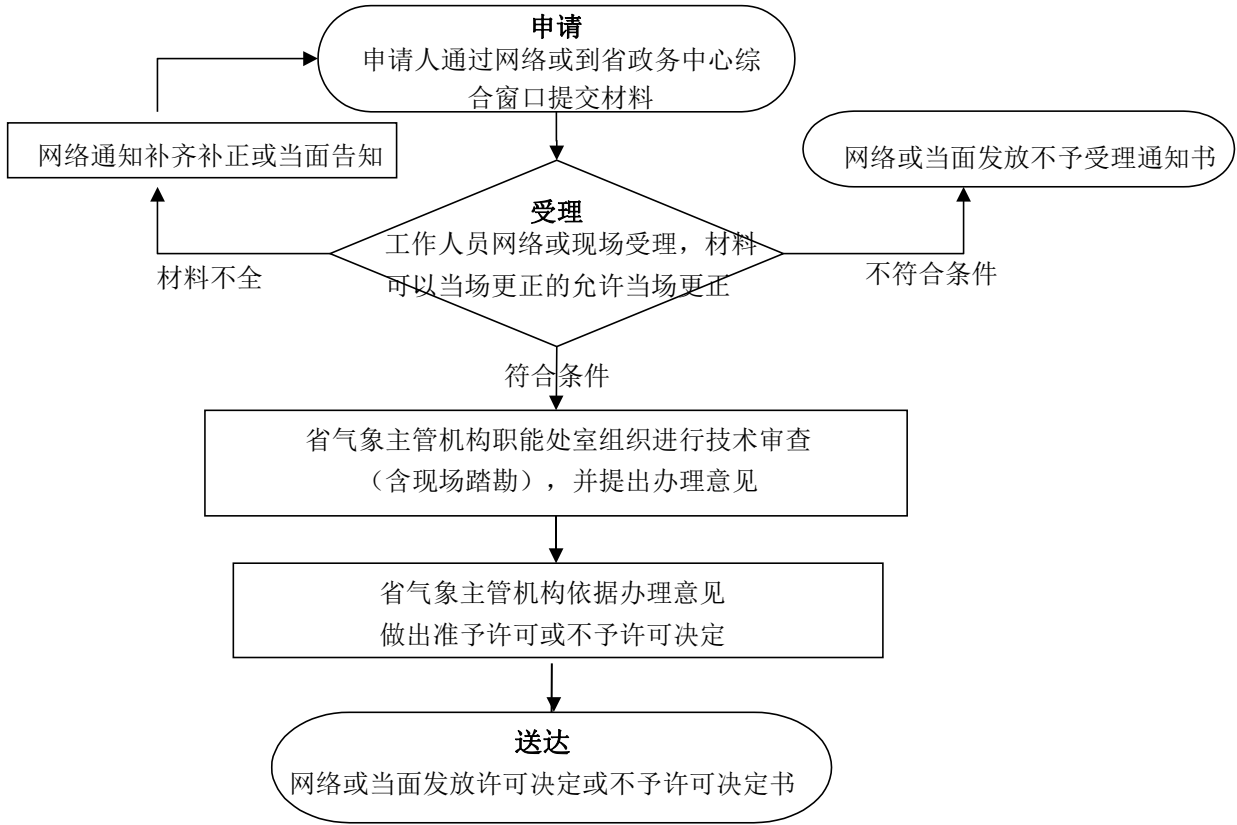 申请
申请人通过网络或到省政务中心综
合窗口提交材料
网络通知补齐补正或当面告知
网络或当面发放不予受理通知书
受理
工作人员网络或现场受理，材料
可以当场更正的允许当场更正
材料不全
不符合条件
符合条件
省气象主管机构职能处室组织进行技术审查
（含现场踏勘），并提出办理意见
省气象主管机构依据办理意见
做出准予许可或不予许可决定
送达
网络或当面发放许可决定或不予许可决定书